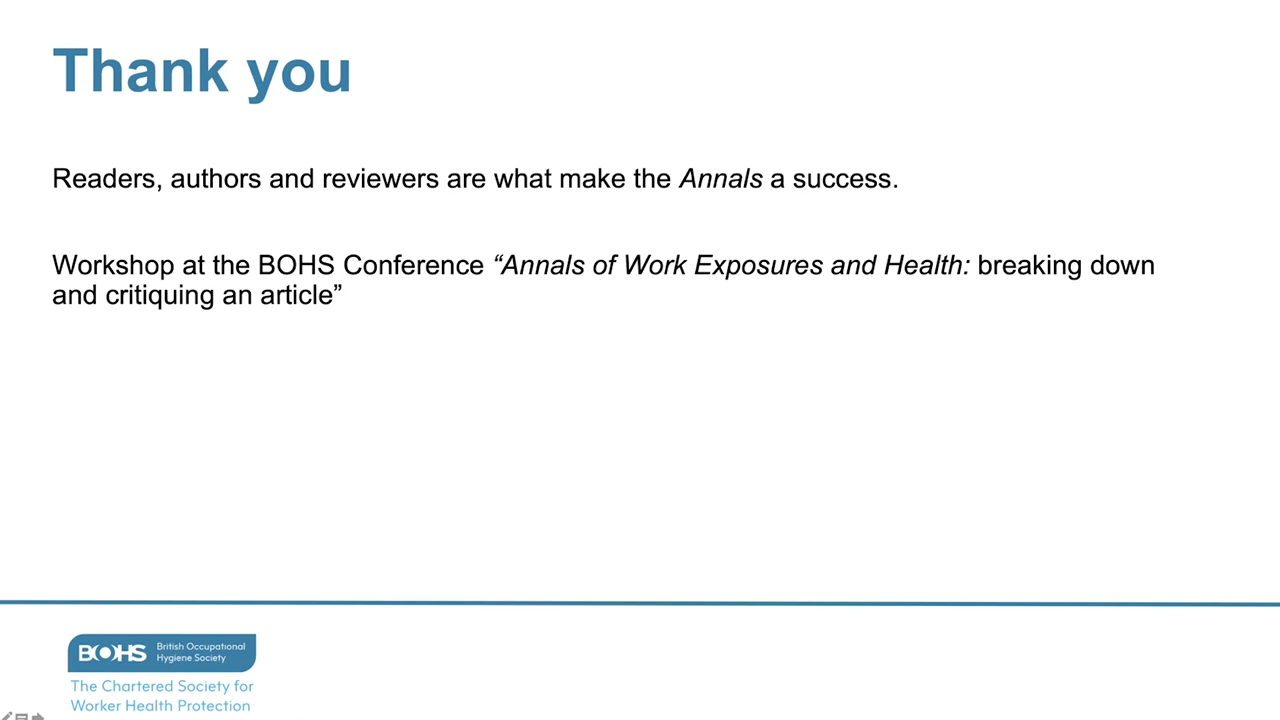 Thank you
Readers, authors and reviewers are what make the Annals a success.
Workshop at the BOHS Conference “Annals of Work Exposures and Health: breaking down
and critiquing an article”
BOHS
British Occupational
Hygiene Society
The Chartered Society for
Worker Health Protection